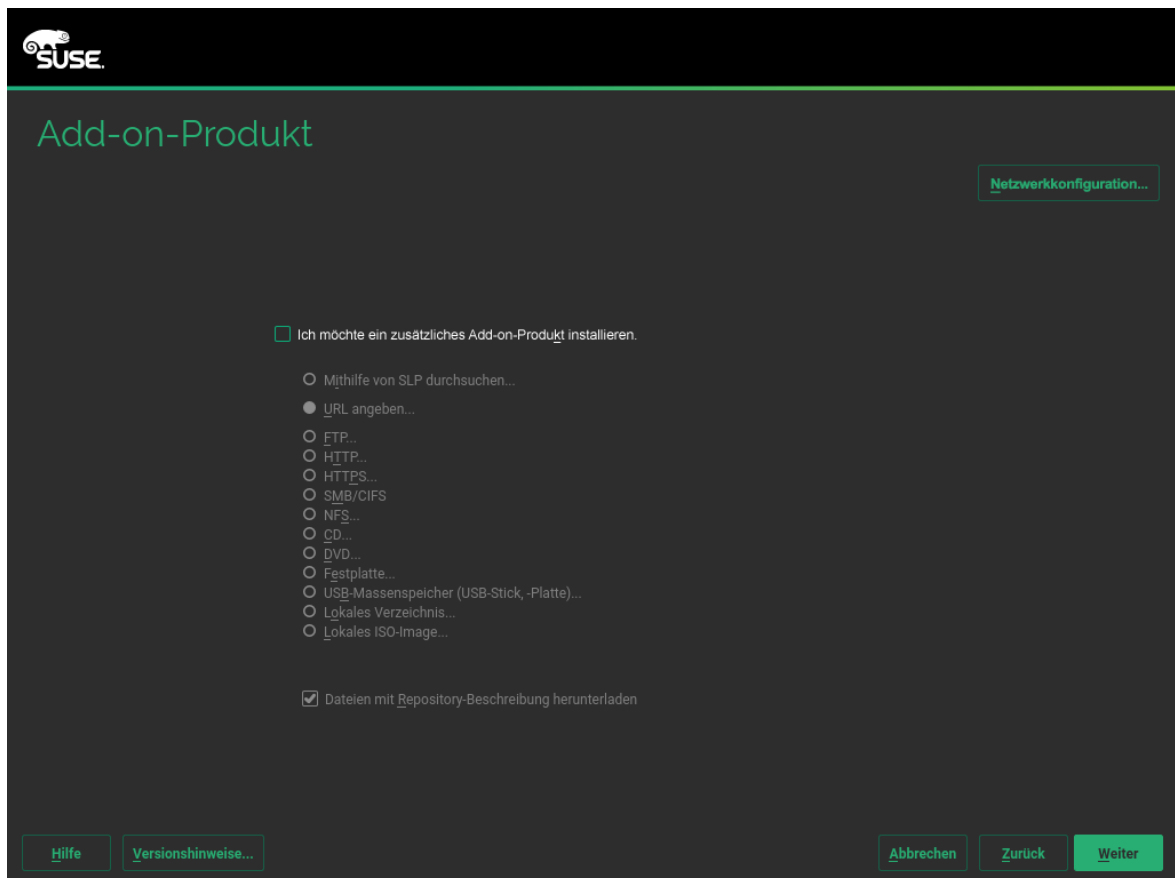 SUSE.
Add-on-Produkt
Netzwerkkonfiguration...
Ich möchte ein zusätzliches Add-on-Produkt installieren.
Mithilfe von SLP durchsuchen...
URL angeben...
FTP...
HTTP...
HTTPS...
SMB/CIFS
NFS...
CD...
DVD...
Festplatte...
USB-Massenspeicher (USB-Stick, -Platte)...
Lokales Verzeichnis...
Lokales ISO-Image...
Dateien mit Repository-Beschreibung herunterladen
Hilfe Versionshinweise... Abbrechen Zurück Weiter